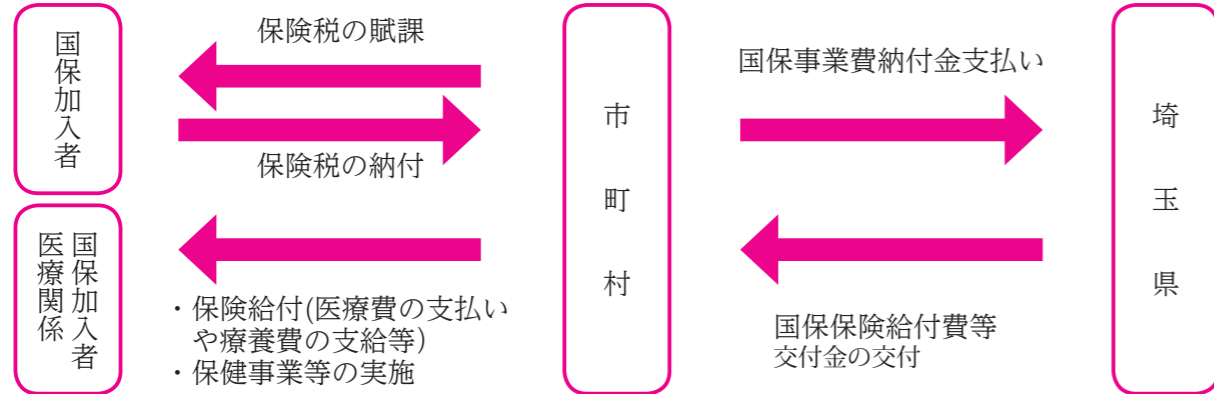 国保加入者
保険税の賦課
保険税の納付
国保加入者
医療関係
・保険給付(医療費の支払い
や療養費の支給等)
・保健事業等の実施
市町村
国保事業費納付金支払い
国保保険給付費等
交付金の交付
埼玉県